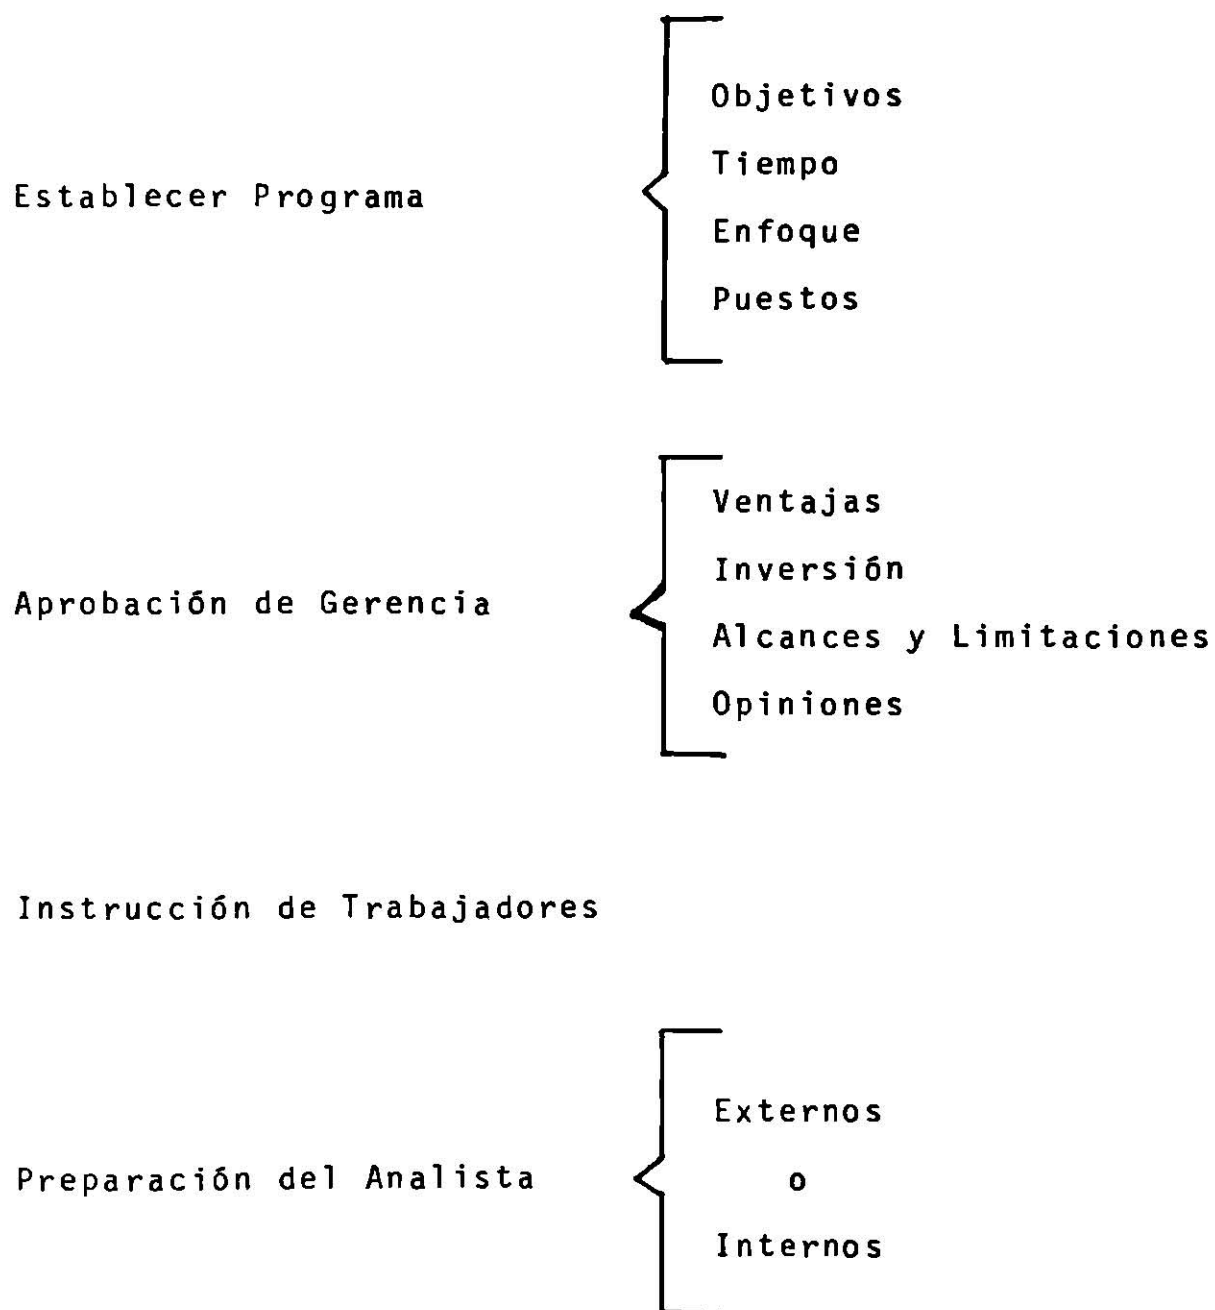 Establecer Programa
Objetivos
Tiempo
Enfoque
Puestos
Aprobación de Gerencia
Ventajas
Inversión
Alcances y Limitaciones
Opiniones
Instrucción de Trabajadores
Preparación del Analista
Externos
o
Internos